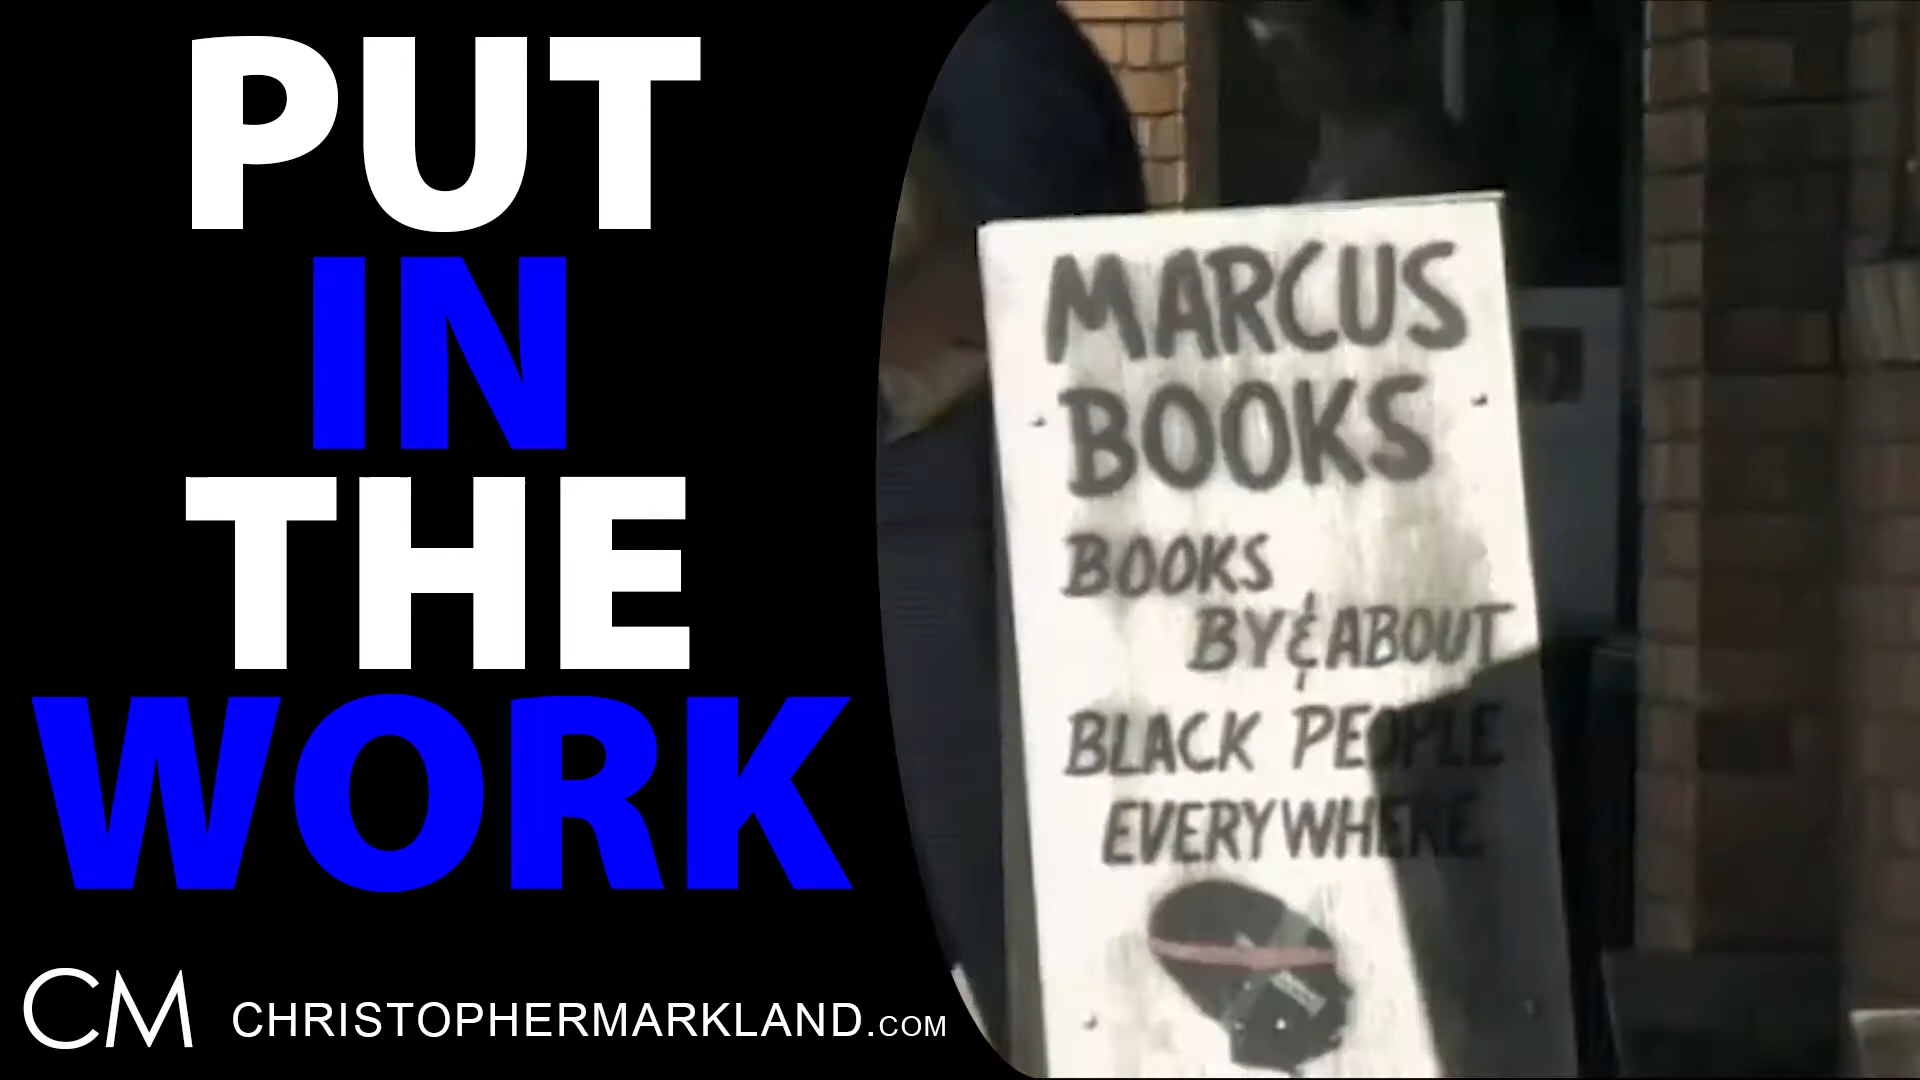 PUT
IN
THE
WORK
CM CHRISTOPHERMARKLAND.COM
MARCUS
BOOKS
BOOKS
BY & ABOUT
BLACK PEOPLE
EVERYWHERE